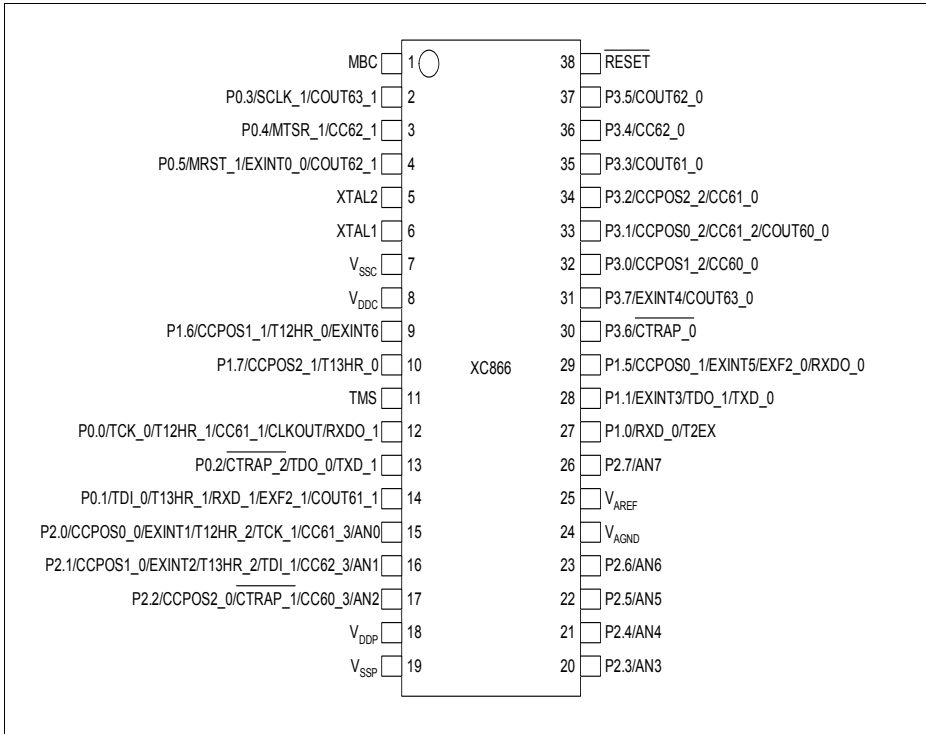 MBC 1 38 RESET
P0.3/SCLK_1/COUT63_1 2 37 P3.5/COUT62_0
P0.4/MTSR_1/CC62_1 3 36 P3.4/CC62_0
P0.5/MRST_1/EXINT0_0/COUT62_1 4 35 P3.3/COUT61_0
XTAL2 5 34 P3.2/CCPOS2_2/CC61_0
XTAL1 6 33 P3.1/CCPOS0_2/CC61_2/COUT60_0
VSSC 7 32 P3.0/CCPOS1_2/CC60_0
VDDC 8 31 P3.7/EXINT4/COUT63_0
P1.6/CCPOS1_1/T12HR_0/EXINT6 9 30 P3.6/CTRAP_0
P1.7/CCPOS2_1/T13HR_0 10 XC866 29 P1.5/CCPOS0_1/EXINT5/EXF2_0/RXDO_0
TMS 11 28 P1.1/EXINT3/TDO_1/TXD_0
P0.0/TCK_0/T12HR_1/CC61_1/CLKOUT/RXDO_1 12 27 P1.0/RXD_0/T2EX
P0.2/CTRAP_2/TDO_0/TXD_1 13 26 P2.7/AN7
P0.1/TDI_0/T13HR_1/RXD_1/EXF2_1/COUT61_1 14 25 VAREF
P2.0/CCPOS0_0/EXINT1/T12HR_2/TCK_1/CC61_3/AN0 15 24 VAGND
P2.1/CCPOS1_0/EXINT2/T13HR_2/TDI_1/CC62_3/AN1 16 23 P2.6/AN6
P2.2/CCPOS2_0/CTRAP_1/CC60_3/AN2 17 22 P2.5/AN5
VDDP 18 21 P2.4/AN4
VSSP 19 20 P2.3/AN3